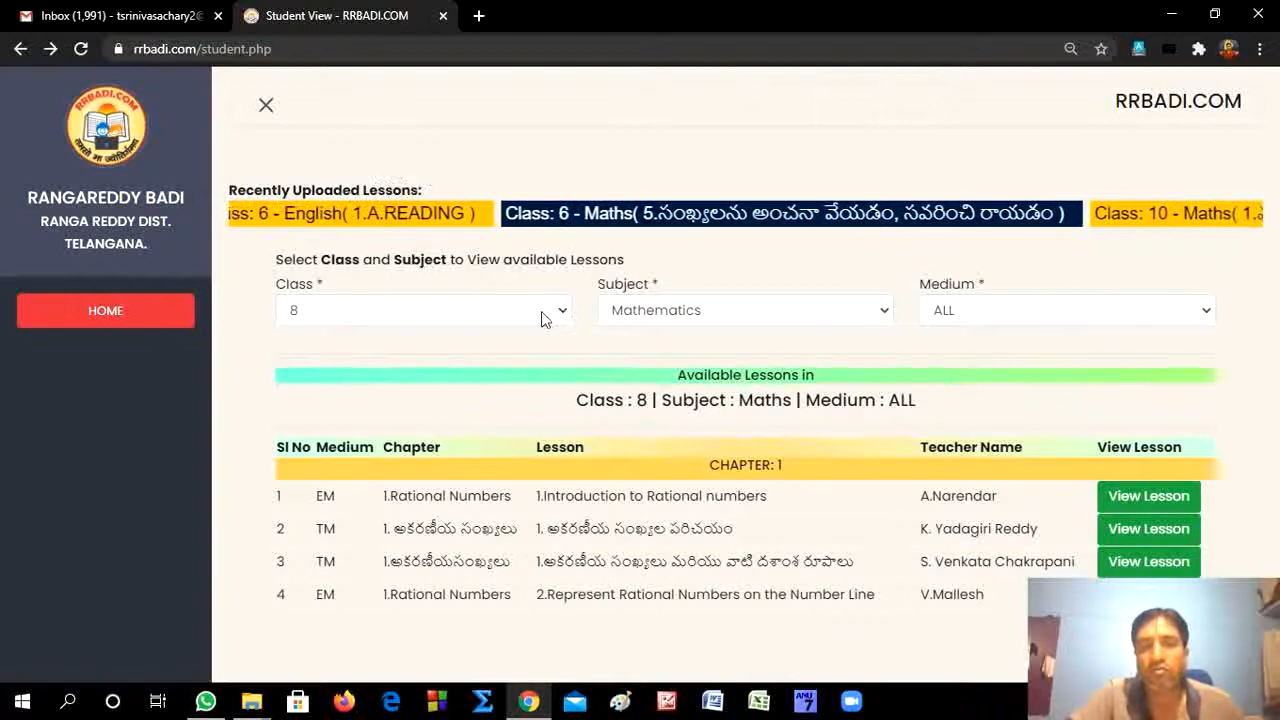 Inbox (1,991) - tsrinivasachary2@
Student View - RRBADI.COM
rrbadi.com/student.php
RRBADI.COM
RANGAREDDY BADI
RANGA REDDY DIST.
TELANGANA.
HOME
RRBADI.COM
Recently Uploaded Lessons:
iss: 6 - English( 1.A.READING )
Class: 6 - Maths( 5.సంఖ్యలను అంచనా వేయడం, సవరించి రాయడం )
Class: 10 - Maths( 1.
Select Class and Subject to View available Lessons
Class * Subject * Medium *
8 Mathematics ALL
Available Lessons in
Class : 8 | Subject : Maths | Medium : ALL
Sl No Medium Chapter Lesson Teacher Name View Lesson
CHAPTER: 1
1 EM 1.Rational Numbers 1.Introduction to Rational numbers A.Narendar View Lesson
2 TM 1. అకరణీయ సంఖ్యలు 1. అకరణీయ సంఖ్యల పరిచయం K. Yadagiri Reddy View Lesson
3 TM 1.అకరణీయసంఖ్యలు 1.అకరణీయ సంఖ్యలు మరియు వాటి దశాంశ రూపాలు S. Venkata Chakrapani View Lesson
4 EM 1.Rational Numbers 2.Represent Rational Numbers on the Number Line V.Mallesh